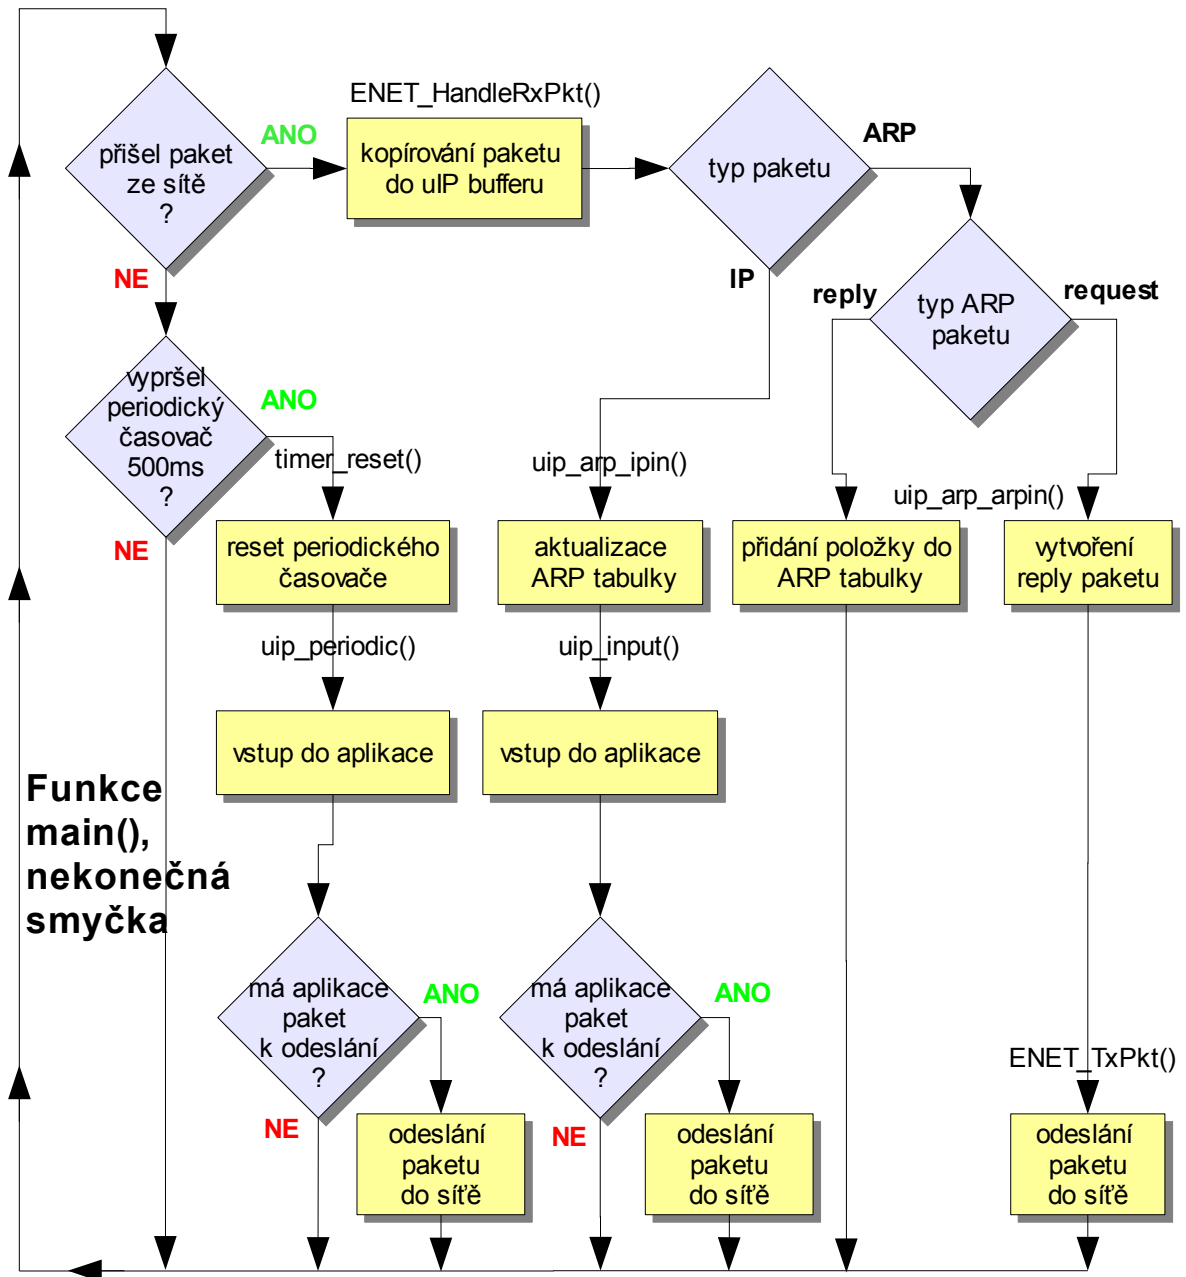 ENET_HandleRxPkt()
přišel paket
ze sítě
?
ANO
kopírování paketu
do uIP bufferu
typ paketu
ARP
NE
IP
reply
typ ARP
paketu
request
vypršel
periodický
časovač
500ms
?
ANO
NE
timer_reset()
uip_arp_ipin()
uip_arp_arpin()
reset periodického
časovače
aktualizace
ARP tabulky
přidání položky do
ARP tabulky
vytvoření
reply paketu
uip_periodic()
uip_input()
vstup do aplikace
vstup do aplikace
Funkce
main(),
nekonečná
smyčka
má aplikace
paket
k odeslání
?
ANO
NE
má aplikace
paket
k odeslání
?
ANO
NE
ENET_TxPkt()
odeslání
paketu
do síťě
odeslání
paketu
do síťě
odeslání
paketu
do síťě